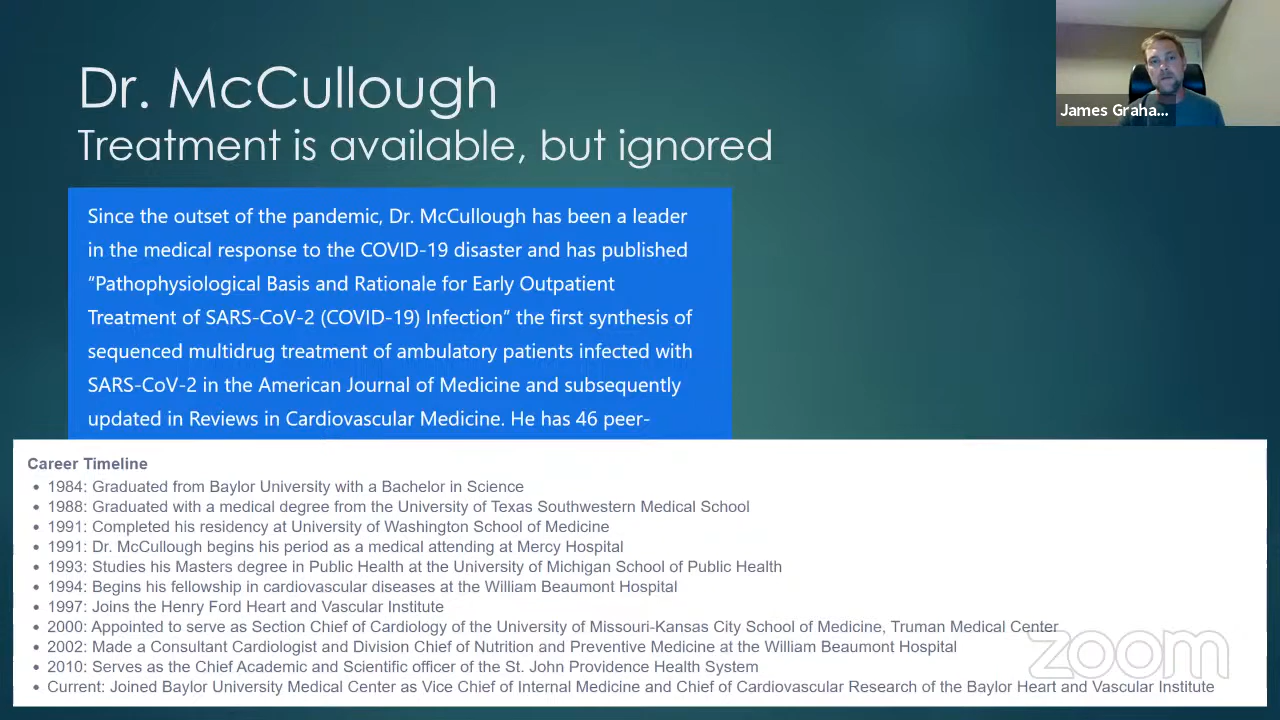 Dr. McCullough
Treatment is available, but ignored
James Graha...
Since the outset of the pandemic, Dr. McCullough has been a leader
in the medical response to the COVID-19 disaster and has published
“Pathophysiological Basis and Rationale for Early Outpatient
Treatment of SARS-CoV-2 (COVID-19) Infection” the first synthesis of
sequenced multidrug treatment of ambulatory patients infected with
SARS-CoV-2 in the American Journal of Medicine and subsequently
updated in Reviews in Cardiovascular Medicine. He has 46 peer-
Career Timeline
• 1984: Graduated from Baylor University with a Bachelor in Science
• 1988: Graduated with a medical degree from the University of Texas Southwestern Medical School
• 1991: Completed his residency at University of Washington School of Medicine
• 1991: Dr. McCullough begins his period as a medical attending at Mercy Hospital
• 1993: Studies his Masters degree in Public Health at the University of Michigan School of Public Health
• 1994: Begins his fellowship in cardiovascular diseases at the William Beaumont Hospital
• 1997: Joins the Henry Ford Heart and Vascular Institute
• 2000: Appointed to serve as Section Chief of Cardiology of the University of Missouri-Kansas City School of Medicine, Truman Medical Center
• 2002: Made a Consultant Cardiologist and Division Chief of Nutrition and Preventive Medicine at the William Beaumont Hospital
• 2010: Serves as the Chief Academic and Scientific officer of the St. John Providence Health System
• Current: Joined Baylor University Medical Center as Vice Chief of Internal Medicine and Chief of Cardiovascular Research of the Baylor Heart and Vascular Institute
zoom